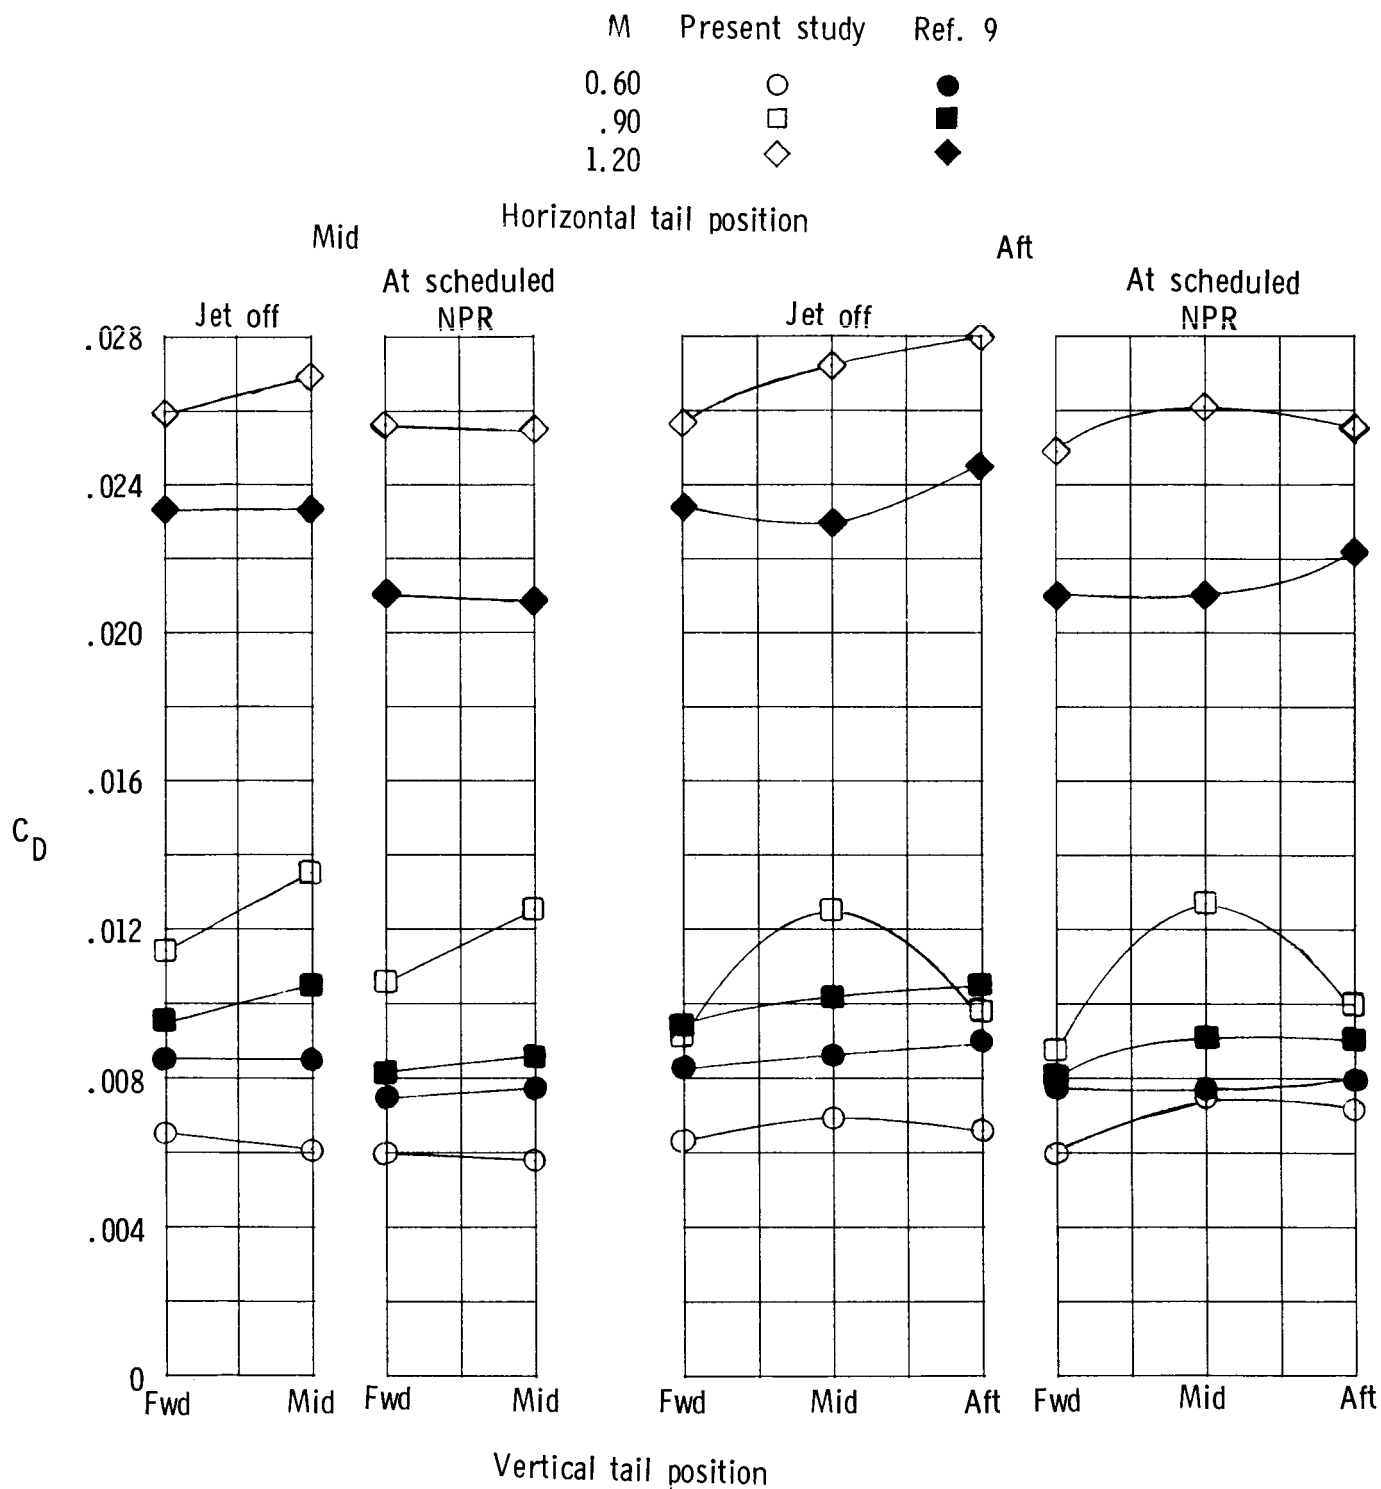 M Present study Ref. 9
0.60
.90
1.20
Horizontal tail position
Mid
Aft
Jet off
At scheduled
NPR
Jet off
At scheduled
NPR
.028
.024
.020
.016
C_D
.012
.008
.004
0
Fwd Mid Fwd Mid Fwd Mid Aft Fwd Mid Aft
Vertical tail position